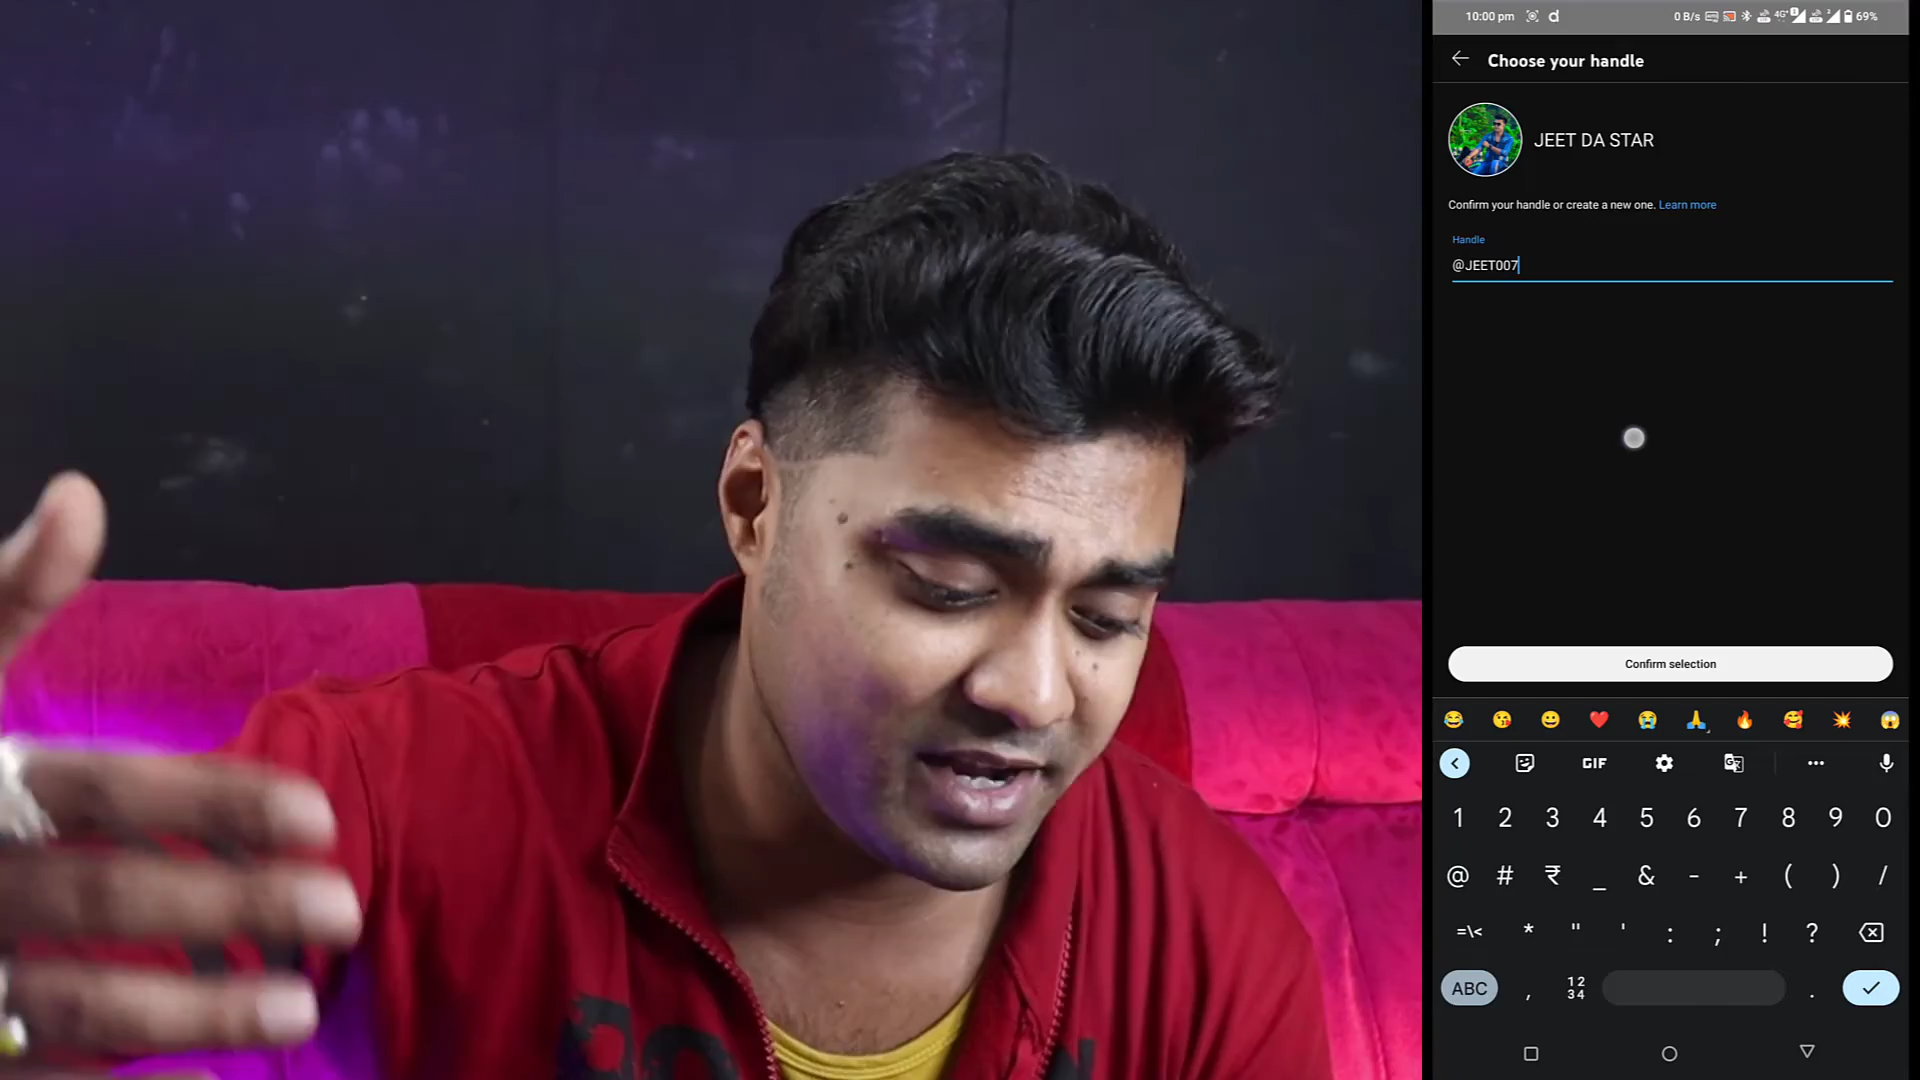 10:00 pm
0 B/s 4G+ 69%
Choose your handle
JEET DA STAR
Confirm your handle or create a new one. Learn more
Handle
@JEET007
Confirm selection
GIF
1 2 3 4 5 6 7 8 9 0
@ # ₹ _ & - + ( ) /
=\< * " ' : ; ! ?
ABC , 12 .
34